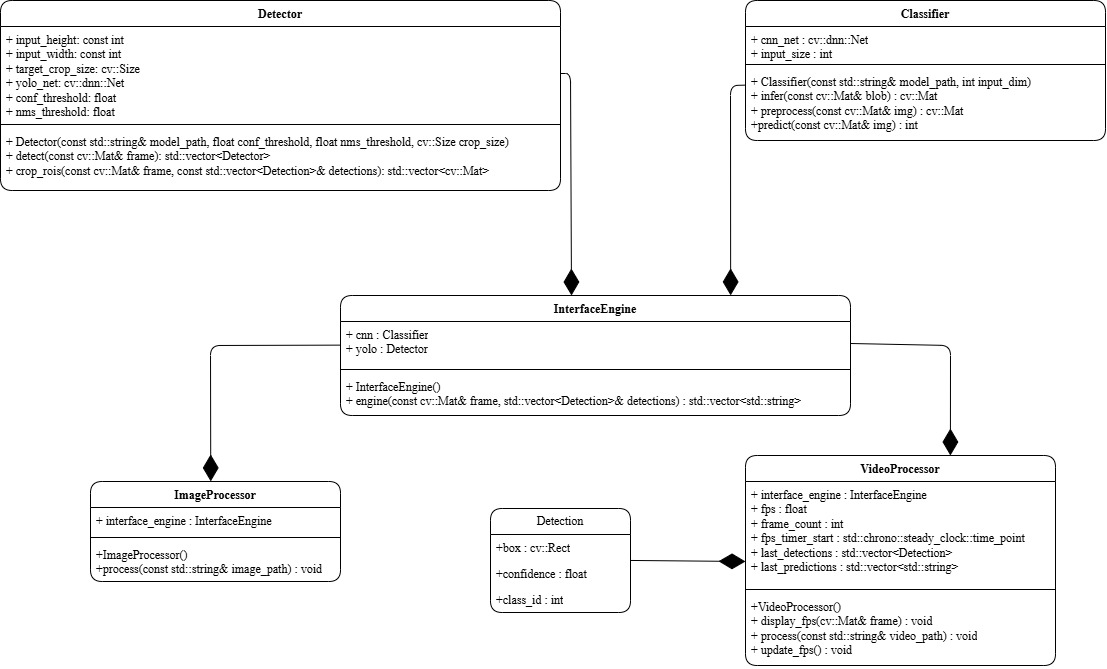 Detector
+ input_height: const int
+ input_width: const int
+ target_crop_size: cv::Size
+ yolo_net: cv::dnn::Net
+ conf_threshold: float
+ nms_threshold: float
+ Detector(const std::string& model_path, float conf_threshold, float nms_threshold, cv::Size crop_size)
+ detect(const cv::Mat& frame): std::vector<Detector>
+ crop_rois(const cv::Mat& frame, const std::vector<Detection>& detections): std::vector<cv::Mat>
Classifier
+ cnn_net : cv::dnn::Net
+ input_size : int
+ Classifier(const std::string& model_path, int input_dim)
+ infer(const cv::Mat& blob) : cv::Mat
+ preprocess(const cv::Mat& img) : cv::Mat
+predict(const cv::Mat& img) : int
InterfaceEngine
+ cnn : Classifier
+ yolo : Detector
+ InterfaceEngine()
+ engine(const cv::Mat& frame, std::vector<Detection>& detections) : std::vector<std::string>
ImageProcessor
+ interface_engine : InterfaceEngine
+ImageProcessor()
+process(const std::string& image_path) : void
Detection
+box : cv::Rect
+confidence : float
+class_id : int
VideoProcessor
+ interface_engine : InterfaceEngine
+ fps : float
+ frame_count : int
+ fps_timer_start : std::chrono::steady_clock::time_point
+ last_detections : std::vector<Detection>
+ last_predictions : std::vector<std::string>
+VideoProcessor()
+ display_fps(cv::Mat& frame) : void
+ process(const std::string& video_path) : void
+ update_fps() : void